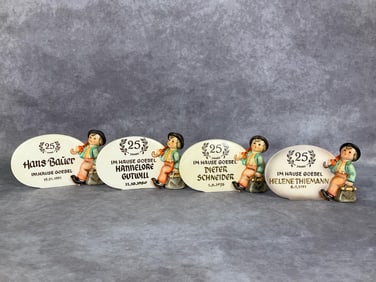 25
Hans Bauer
IM HAUSE GOEBEL
25
IM HAUSE GOEBEL
HANNELORE
GUTWILL
25
IM HAUSE GOEBEL
DIETER
SCHNEIDER
25
IM HAUSE GOEBEL
HELENE THIEMANN